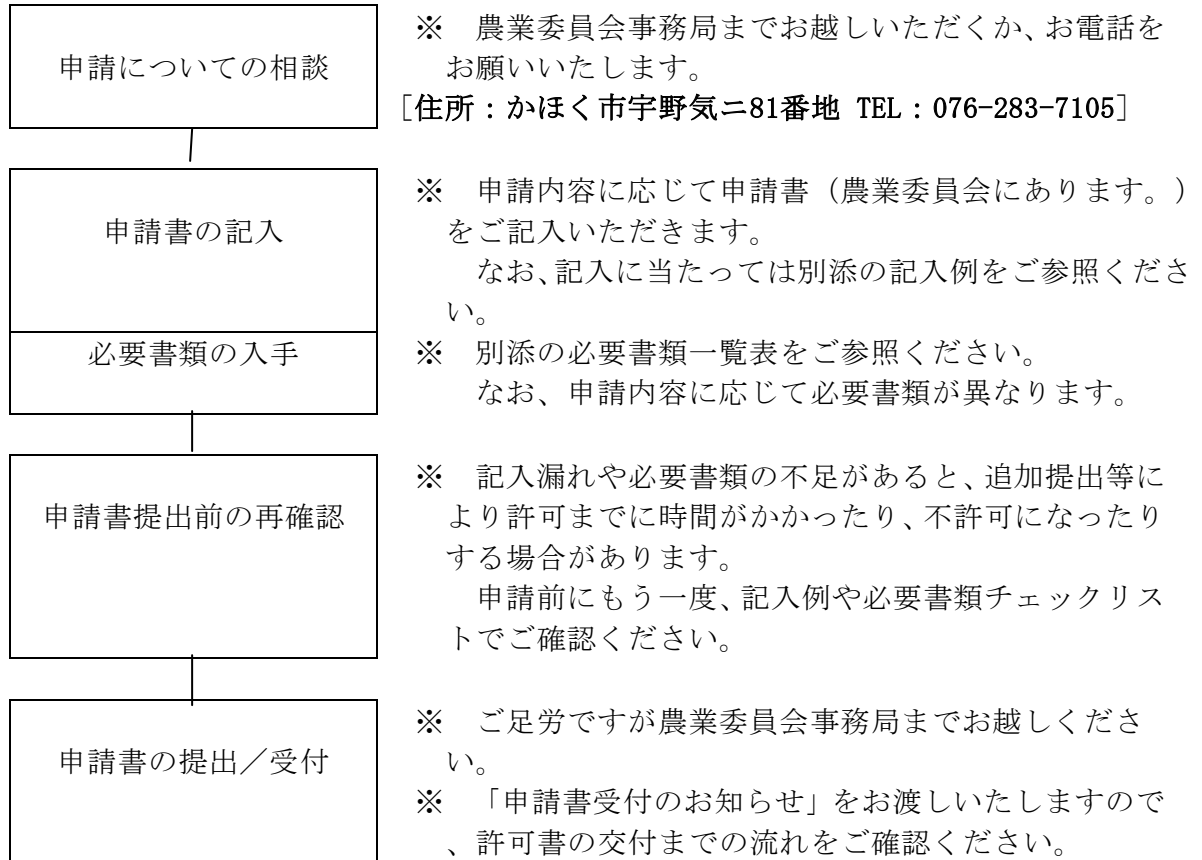 申請についての相談
※　農業委員会事務局までお越しいただくか、お電話を
お願いいたします。
［住所：かほく市宇野気ニ81番地 TEL：076-283-7105］
申請書の記入
※　申請内容に応じて申請書（農業委員会にあります。）
をご記入いただきます。
なお、記入に当たっては別添の記入例をご参照くださ
い。
必要書類の入手
※　別添の必要書類一覧表をご参照ください。
なお、申請内容に応じて必要書類が異なります。
申請書提出前の再確認
※　記入漏れや必要書類の不足があると、追加提出等に
より許可までに時間がかかったり、不許可になったり
する場合があります。
申請前にもう一度、記入例や必要書類チェックリス
トでご確認ください。
申請書の提出／受付
※　ご足労ですが農業委員会事務局までお越しくださ
い。
※　「申請書受付のお知らせ」をお渡しいたしますので
、許可書の交付までの流れをご確認ください。